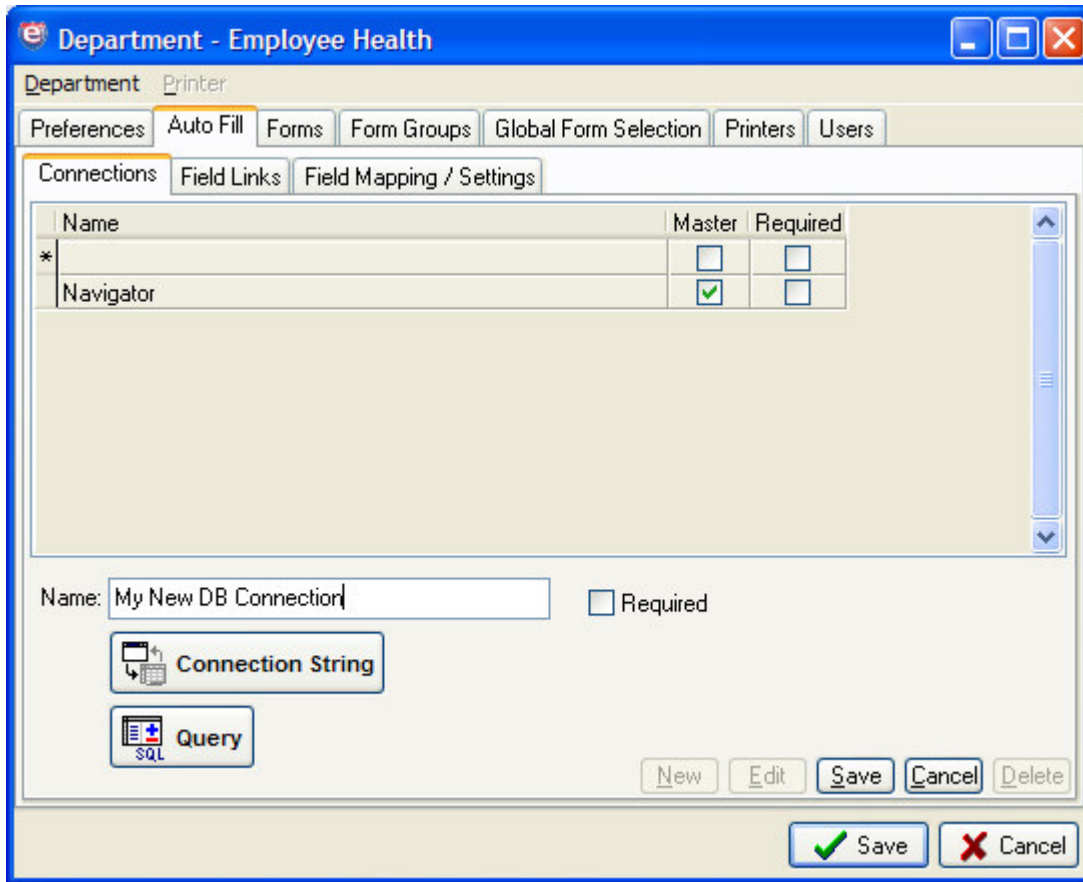 e Department - Employee Health
Department Printer
Preferences Auto Fill Forms Form Groups Global Form Selection Printers Users
Connections Field Links Field Mapping / Settings
Name Master Required
*
Navigator
Name: My New DB Connection Required
Connection String
SQL Query
New Edit Save Cancel Delete
Save Cancel